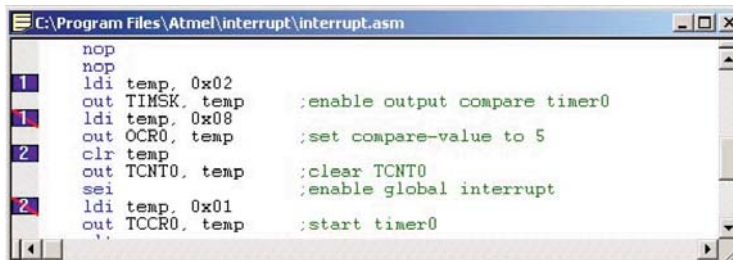 C:\Program Files\Atmel\interrupt\interrupt.asm
nop
nop
1 ldi temp, 0x02
out TIMSK, temp ;enable output compare timer0
1 ldi temp, 0x08
out OCR0, temp ;set compare-value to 5
2 clr temp
out TCNT0, temp ;clear TCNT0
sei ;enable global interrupt
2 ldi temp, 0x01
out TCCR0, temp ;start timer0